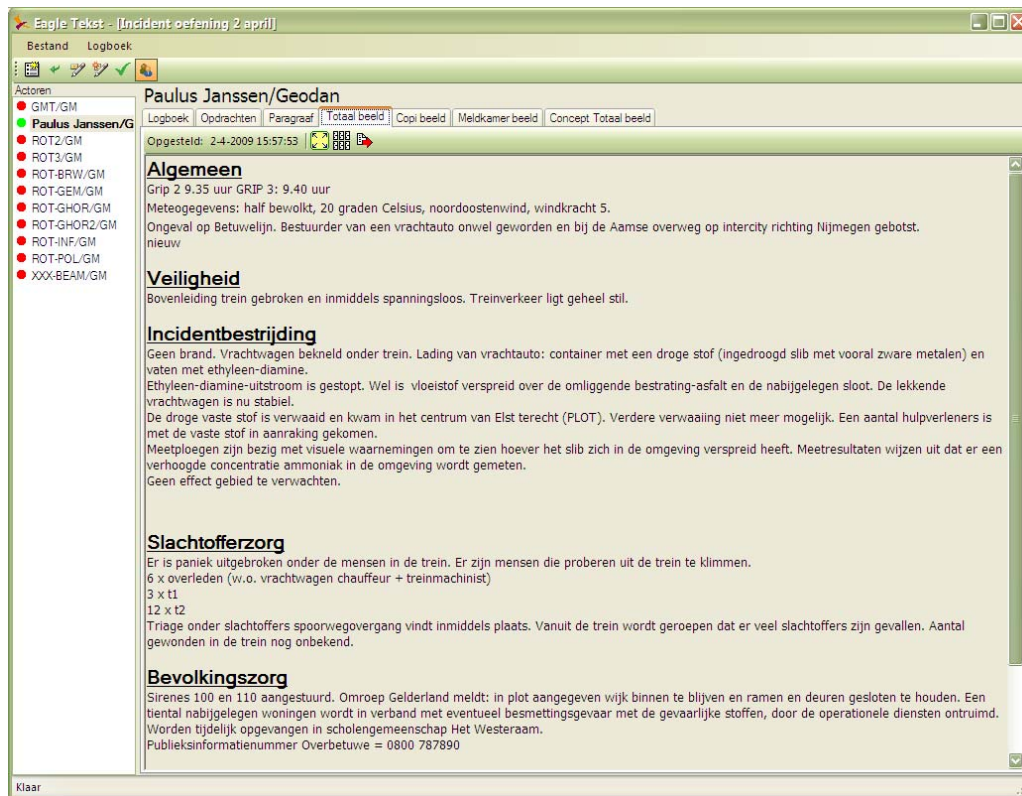 Eagle Tekst - [Incident oefening 2 april]
Bestand Logboek
Actoren
GMT/GM
Paulus Janssen/G
ROT2/GM
ROT3/GM
ROT-BRW/GM
ROT-GEM/GM
ROT-GHOR/GM
ROT-GHOR2/GM
ROT-INF/GM
ROT-POL/GM
XXX-BEAM/GM
Paulus Janssen/Geodan
Logboek Opdrachten Paragraaf Totaal beeld Copi beeld Meldkamer beeld Concept Totaal beeld
Opgesteld: 2-4-2009 15:57:53
Algemeen
Grip 2 9.35 uur GRIP 3: 9.40 uur
Meteogegevens: half bewolkt, 20 graden Celsius, noordoostenwind, windkracht 5.
Ongeval op Betuwelijn. Bestuurder van een vrachtauto onwel geworden en bij de Aamse overweg op intercity richting Nijmegen gebotst.
nieuw
Veiligheid
Bovenleiding trein gebroken en inmiddels spanningsloos. Treinverkeer ligt geheel stil.
Incidentbestrijding
Geen brand. Vrachtwagen bekneld onder trein. Lading van vrachtauto: container met een droge stof (ingedroogd slib met vooral zware metalen) en
vaten met ethyleen-diamine.
Ethyleen-diamine-uitstroom is gestopt. Wel is vloeistof verspreid over de omliggende bestrating-asfalt en de nabijgelegen sloot. De lekkende
vrachtwagen is nu stabiel.
De droge vaste stof is verwaaid en kwam in het centrum van Elst terecht (PLOT). Verdere verwaaiing niet meer mogelijk. Een aantal hulpverleners is
met de vaste stof in aanraking gekomen.
Meetploegen zijn bezig met visuele waarnemingen om te zien hoever het slib zich in de omgeving verspreid heeft. Meetresultaten wijzen uit dat er een
verhoogde concentratie ammoniak in de omgeving wordt gemeten.
Geen effect gebied te verwachten.
Slachtofferzorg
Er is paniek uitgebroken onder de mensen in de trein. Er zijn mensen die proberen uit de trein te klimmen.
6 x overleden (w.o. vrachtwagen chauffeur + treinmachinist)
3 x t1
12 x t2
Triage onder slachtoffers spoorwegovergang vindt inmiddels plaats. Vanuit de trein wordt geroepen dat er veel slachtoffers zijn gevallen. Aantal
gewonden in de trein nog onbekend.
Bevolkingszorg
Sirenes 100 en 110 aangestuurd. Omroep Gelderland meldt: in plot aangegeven wijk binnen te blijven en ramen en deuren gesloten te houden. Een
tiental nabijgelegen woningen wordt in verband met eventueel besmettingsgevaar met de gevaarlijke stoffen, door de operationele diensten ontruimd.
Worden tijdelijk opgevangen in scholengemeenschap Het Westeraam.
Publieksinformatienummer Overbetuwe = 0800 787890
Klaar